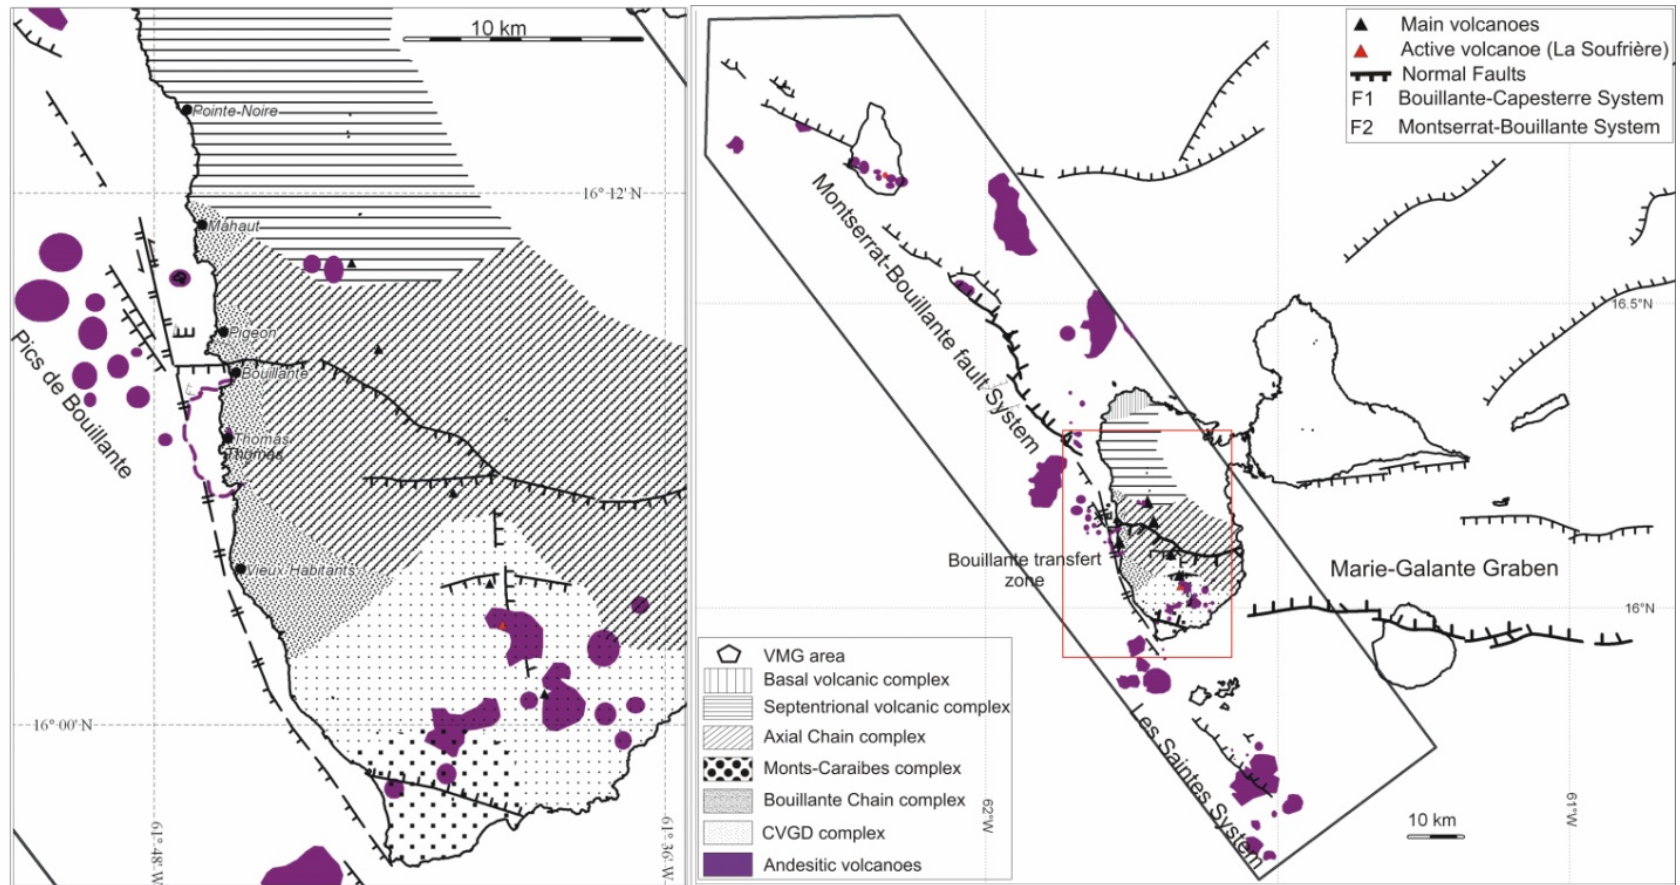 10 km
Pointe-Noire
16° 12' N
Mahaut
Pigeon
Pics de Bouillante
Bouillante
Thomas
Thomas
Vieux Habitants
16° 00' N
61° 48' W
61° 36' W
Main volcanoes
Active volcanoe (La Soufrière)
Normal Faults
F1 Bouillante-Capesterre System
F2 Montserrat-Bouillante System
Montserrat-Bouillante fault System
16.5°N
Bouillante transfert
zone
Marie-Galante Graben
16°N
Les Saintes System
62°W
61°W
10 km
VMG area
Basal volcanic complex
Septentrional volcanic complex
Axial Chain complex
Monts-Caraibes complex
Bouillante Chain complex
CVGD complex
Andesitic volcanoes